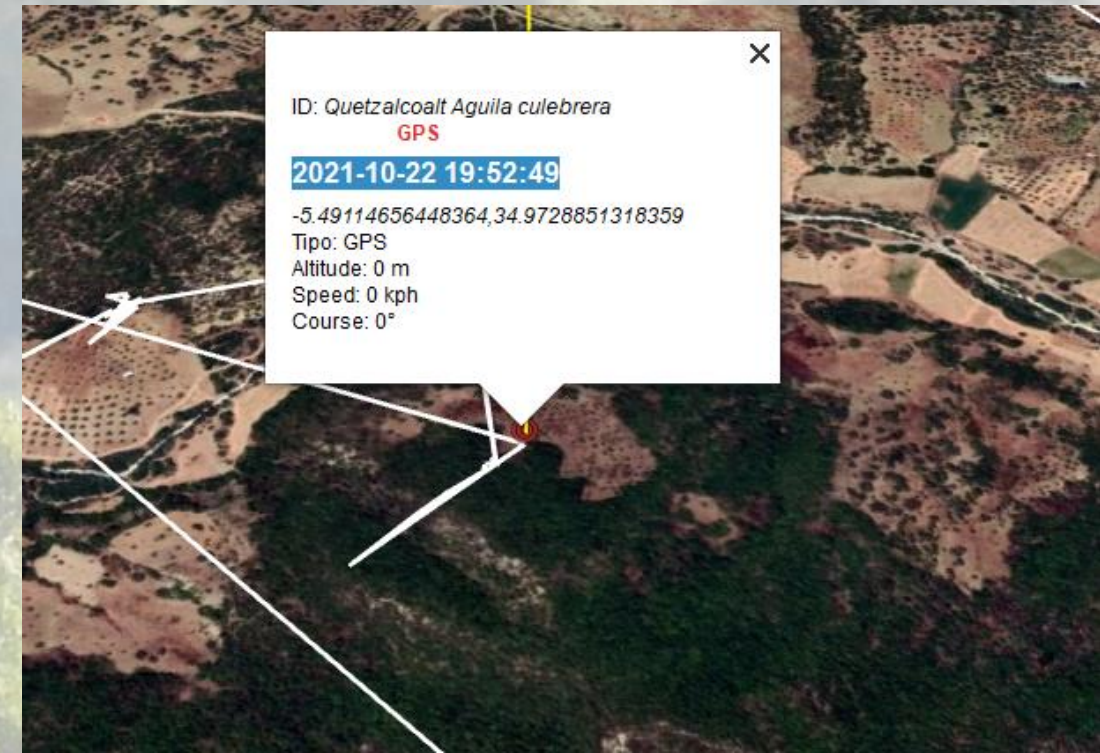 ID: Quetzalcoalt Aguila culebrera
GPS
2021-10-22 19:52:49
-5.49114656448364,34.9728851318359
Tipo: GPS
Altitude: 0 m
Speed: 0 kph
Course: 0°